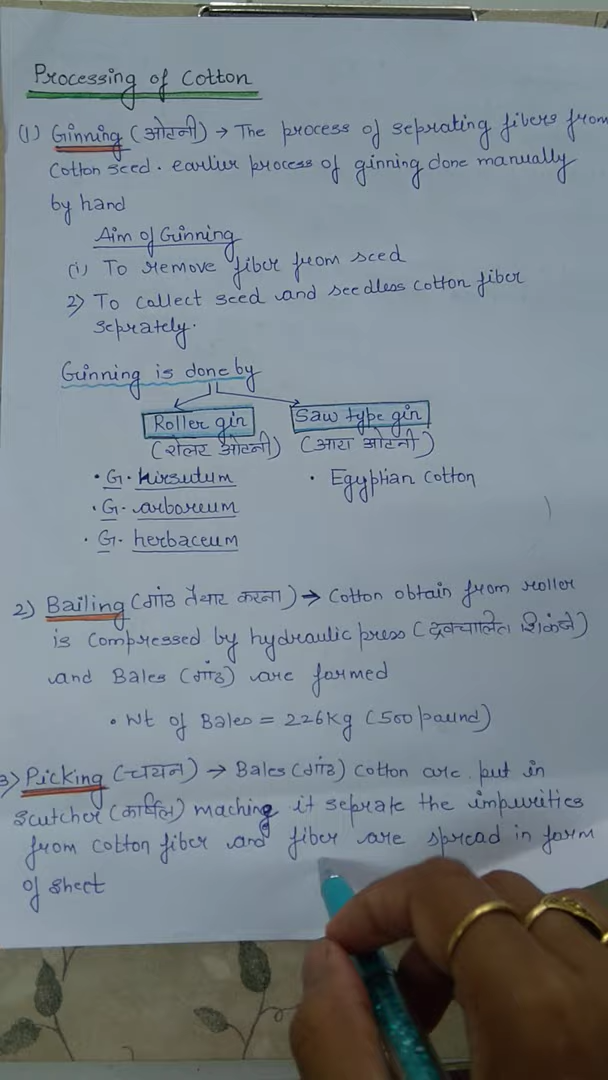 Processing of Cotton
(1) Ginning (ओटनी) → The process of seprating fibers from
Cotton seed. earlier process of ginning done manually
by hand
Aim of Ginning
(i) To remove fiber from seed
2) To collect seed and seedless cotton fiber
seprately.
Ginning is done by
Roller gin Saw type gin
(रोलर ओटनी) (आरा ओटनी)
• G. hirsutum • Egyptian Cotton
• G. arboreum
• G. herbaceum
2) Bailing (गांठ तैयार करना) → Cotton obtain from roller
is compressed by hydraulic press (द्रवचालित शिकंजे)
and Bales (गांठ) are formed
• Wt of Bales = 226kg (500 pound)
3) Picking (चयन) → Bales (गांठ) Cotton are put in
Scutcher maching it seprate the impurities
from cotton fiber and fiber are spread in form
of sheet